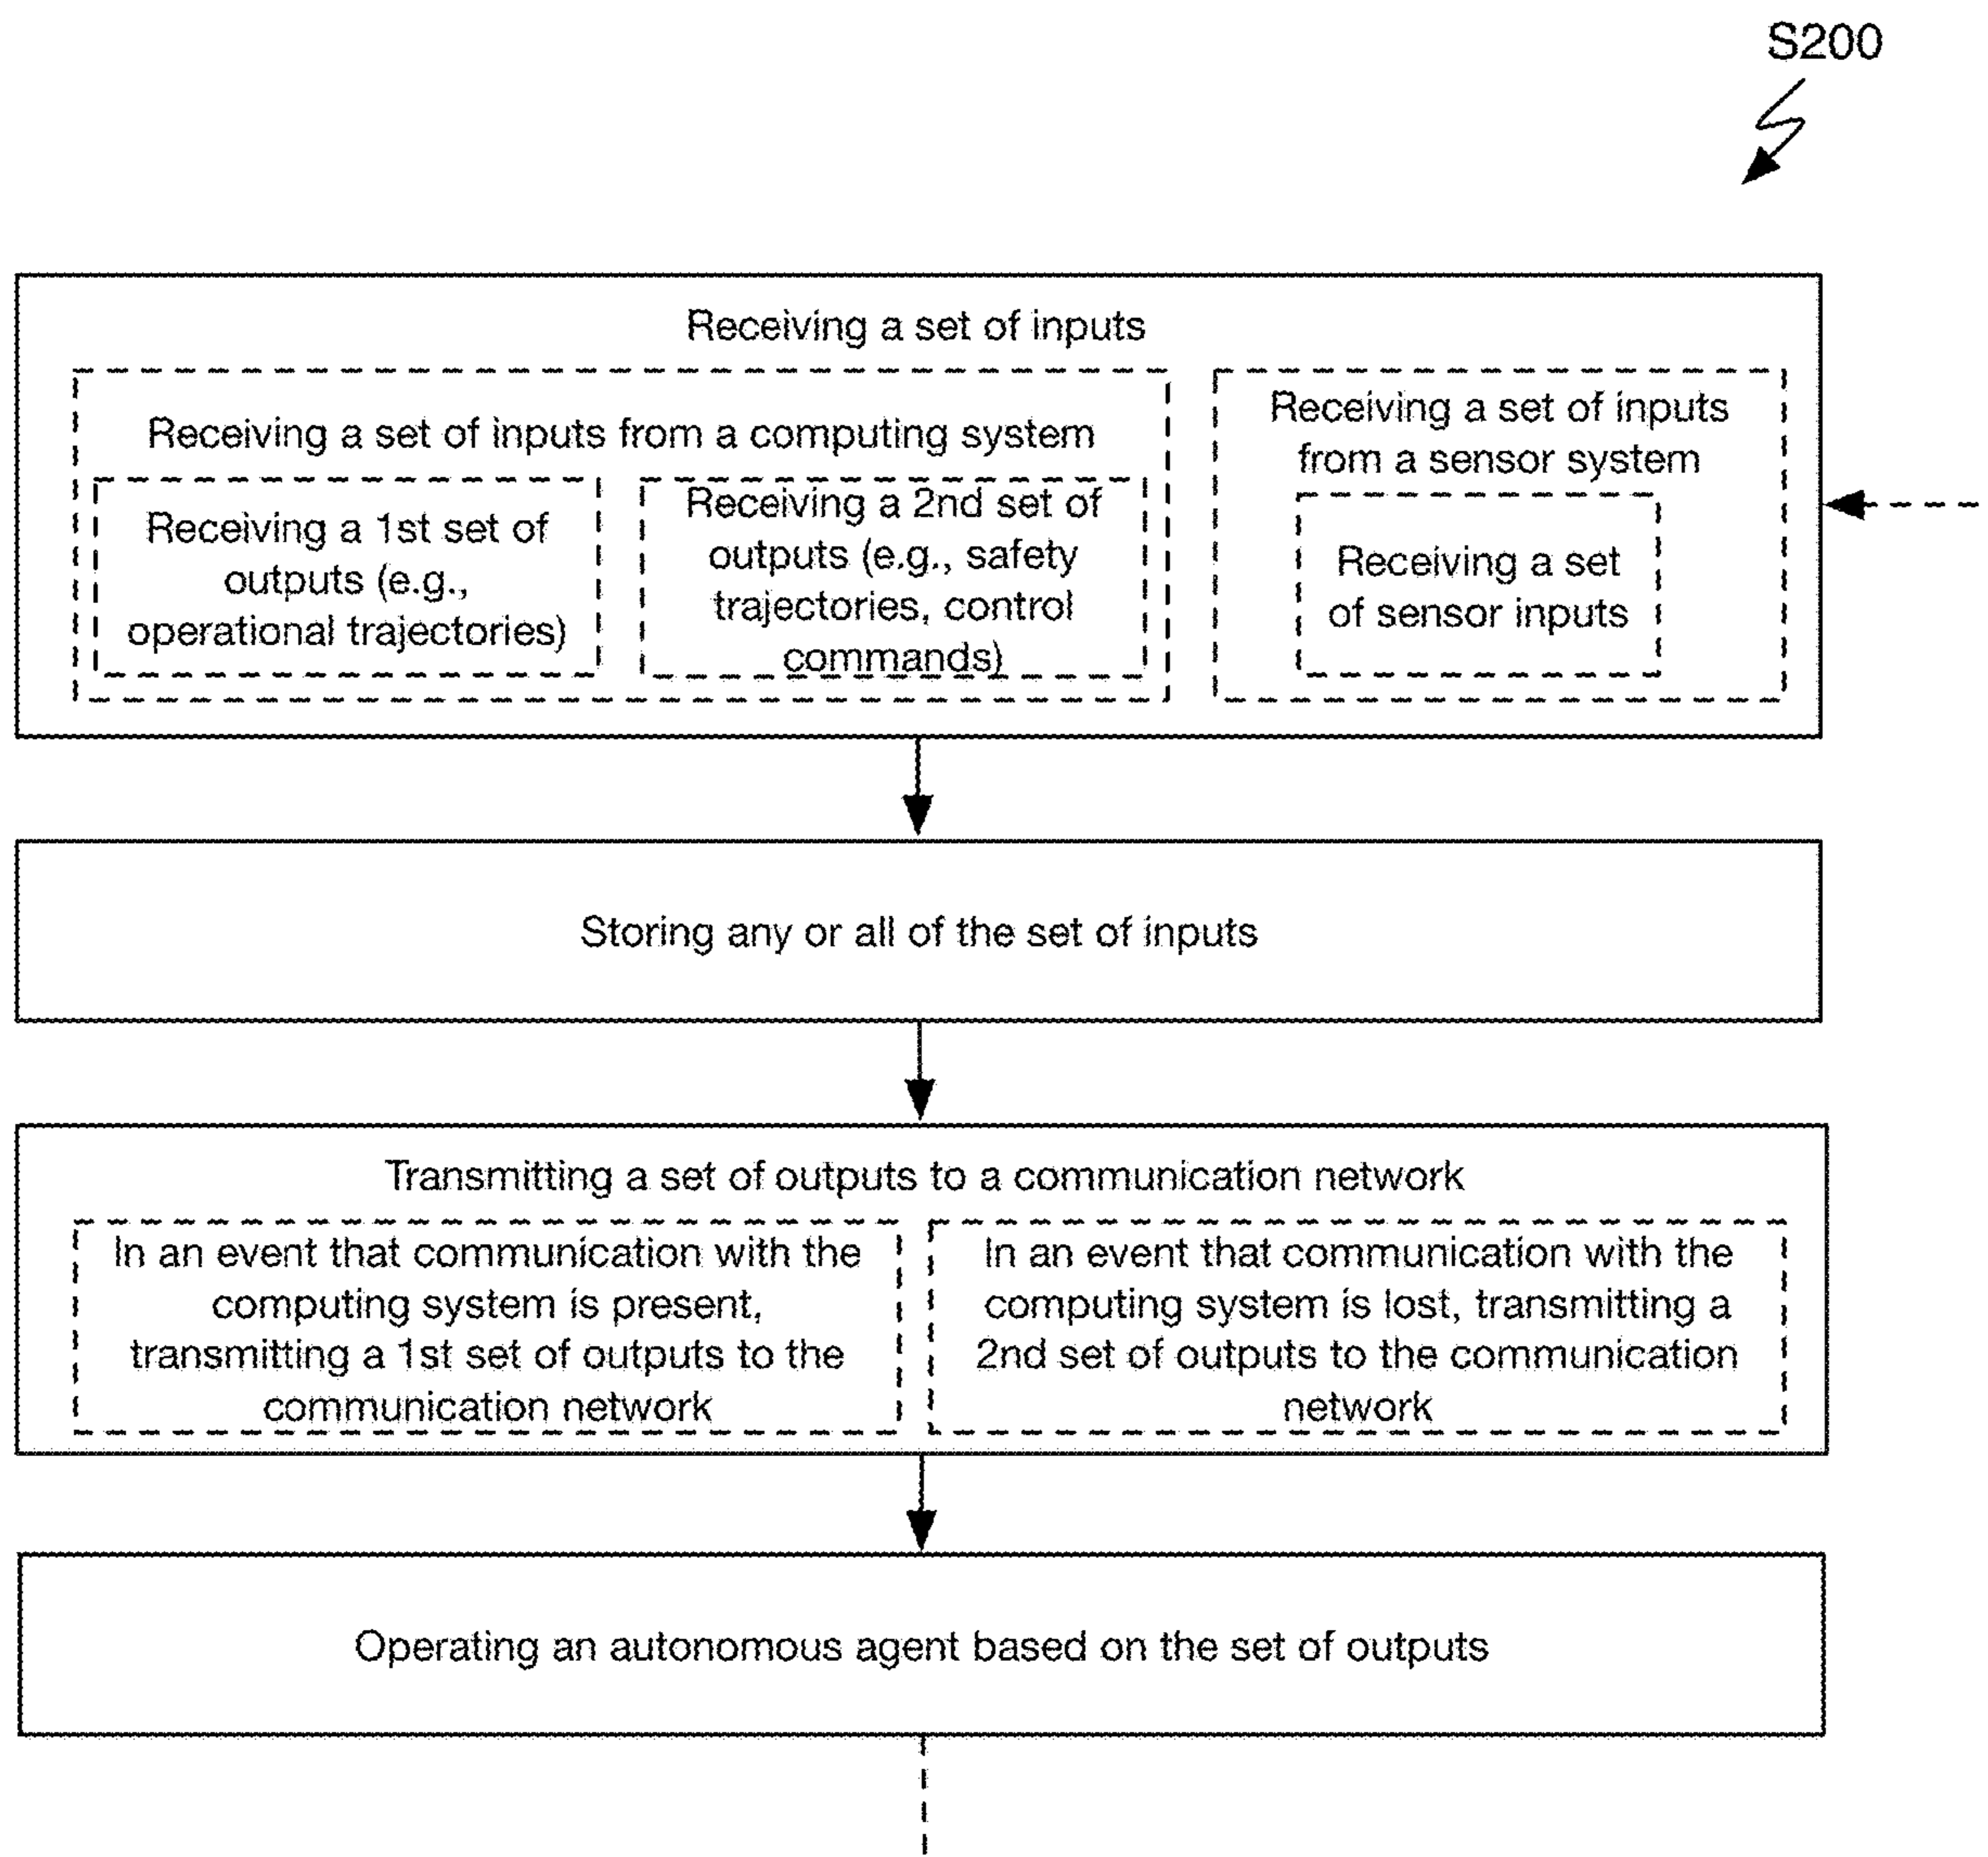 S200
Receiving a set of inputs
Receiving a set of inputs from a computing system
Receiving a 1st set of
outputs (e.g.,
operational trajectories)
Receiving a 2nd set of
outputs (e.g., safety
trajectories, control
commands)
Receiving a set of inputs
from a sensor system
Receiving a set
of sensor inputs
Storing any or all of the set of inputs
Transmitting a set of outputs to a communication network
In an event that communication with the
computing system is present,
transmitting a 1st set of outputs to the
communication network
In an event that communication with the
computing system is lost, transmitting a
2nd set of outputs to the communication
network
Operating an autonomous agent based on the set of outputs